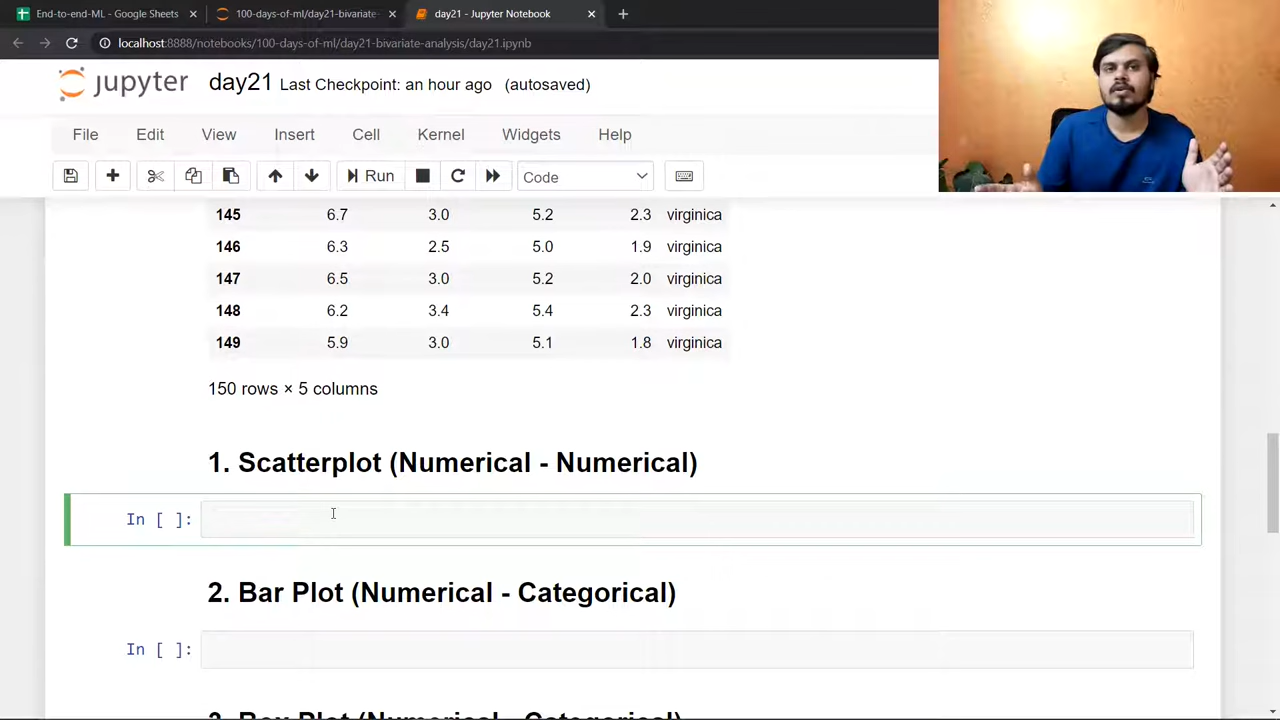 End-to-end-ML - Google Sheets
100-days-of-ml/day21-bivariate-
day21 - Jupyter Notebook
localhost:8888/notebooks/100-days-of-ml/day21-bivariate-analysis/day21.ipynb
jupyter day21 Last Checkpoint: an hour ago (autosaved)
File Edit View Insert Cell Kernel Widgets Help
Run Code
145 6.7 3.0 5.2 2.3 virginica
146 6.3 2.5 5.0 1.9 virginica
147 6.5 3.0 5.2 2.0 virginica
148 6.2 3.4 5.4 2.3 virginica
149 5.9 3.0 5.1 1.8 virginica
150 rows × 5 columns
1. Scatterplot (Numerical - Numerical)
In [ ]:
2. Bar Plot (Numerical - Categorical)
In [ ]:
3. Box Plot (Numerical - Categorical)